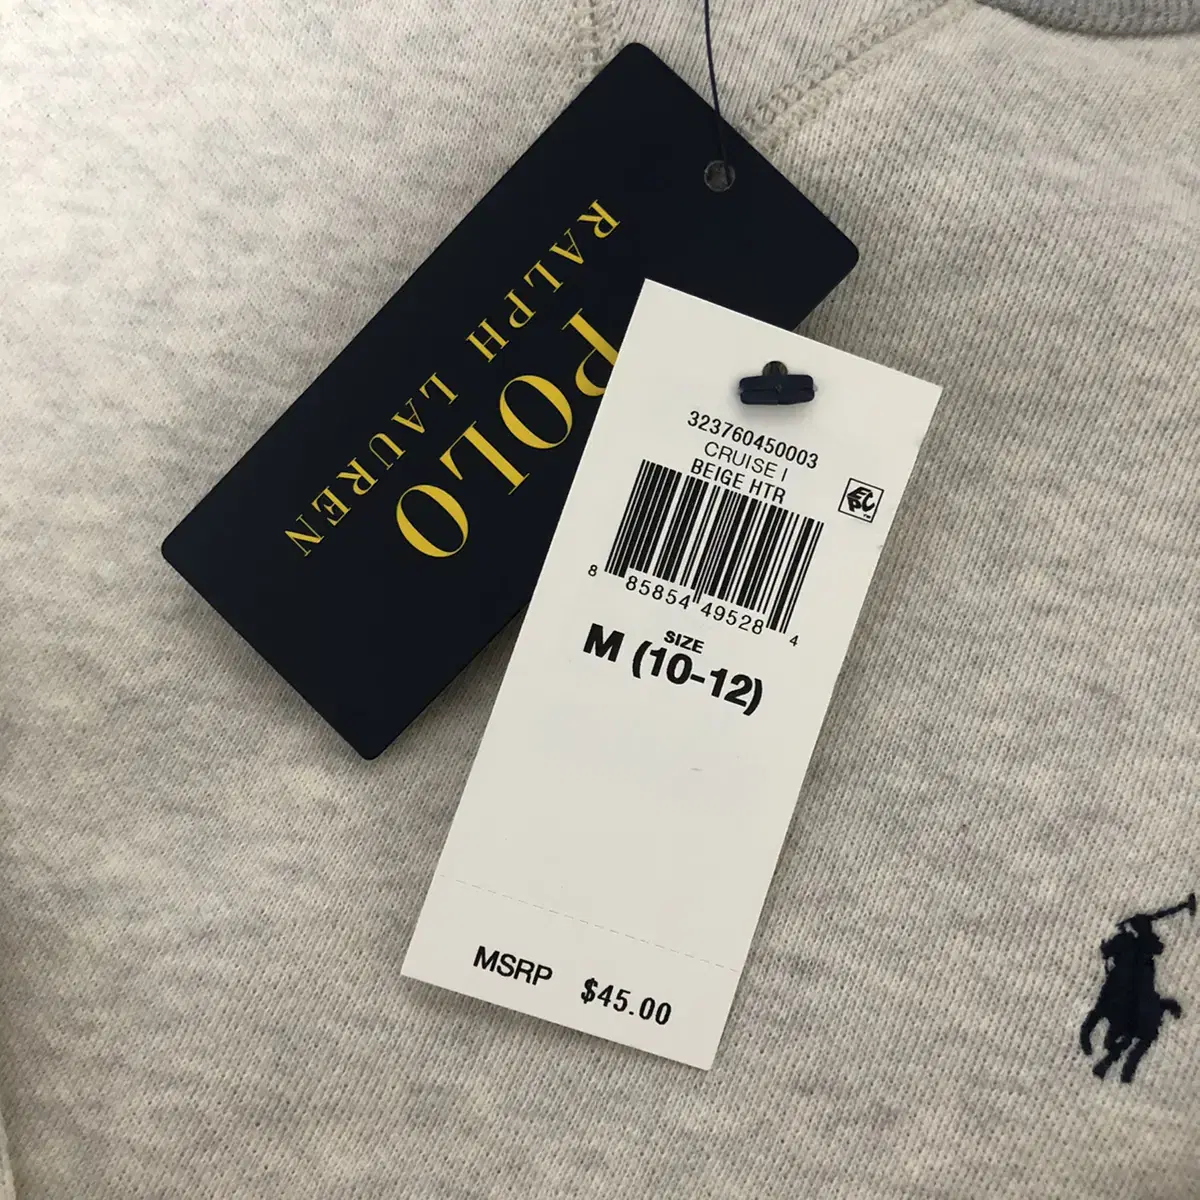 POLO
RALPH LAUREN
323760450003
CRUISE I
BEIGE HTR
8 85854 49528 4
SIZE
M (10-12)
MSRP $45.00